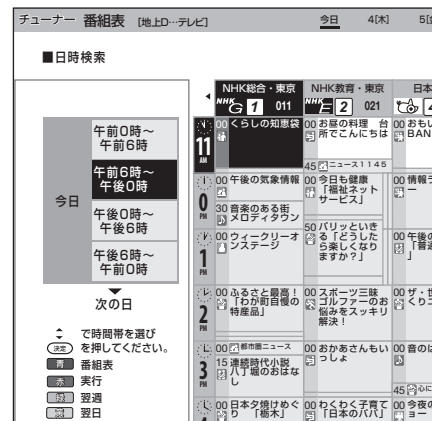 チューナー 番組表 [地上D…テレビ] 今日 4[木] 5[
■日時検索
今日
午前0時～
午前6時
午前6時～
午後0時
午後0時～
午後6時
午後6時～
午前0時
次の日
で時間帯を選び
決定 を押してください。
青 番組表
赤 実行
緑 翌週
黄 翌日
NHK総合・東京 NHK教育・東京 日本
NHK G 1 011 NHK E 2 021 4
11 AM
00 くらしの知恵袋
00 お昼の料理 台
所でこんにちは
45 ニュース1145
00 おもい
BAN
0 PM
00 午後の気象情報
30 音楽のある街
メロディタウン
00 今日も健康
「福祉ネット
サービス」
50 バリッといき
る「どうした
ら楽しくなり
ますか?」
00 情報ラ
ー
1 PM
00 ウィークリーオ
ンステージ
00 午後の
「普通
」
2 PM
00 ふるさと最高!
「わが町自慢の
特産品」
00 スポーツ三昧
ゴルファーのお
悩みをスッキリ
解決!
00 ザ・世
くりニ
3 PM
00 都市圏ニュース
15 連続時代小説
八丁堀のおはな
し
00 おかあさんもい
っしょ
00 音のは
45 心に
00 日本夕焼けめぐ
り 「栃木」
00 わくわく子育て
「日本のパパ」
00 今夜の
ョー